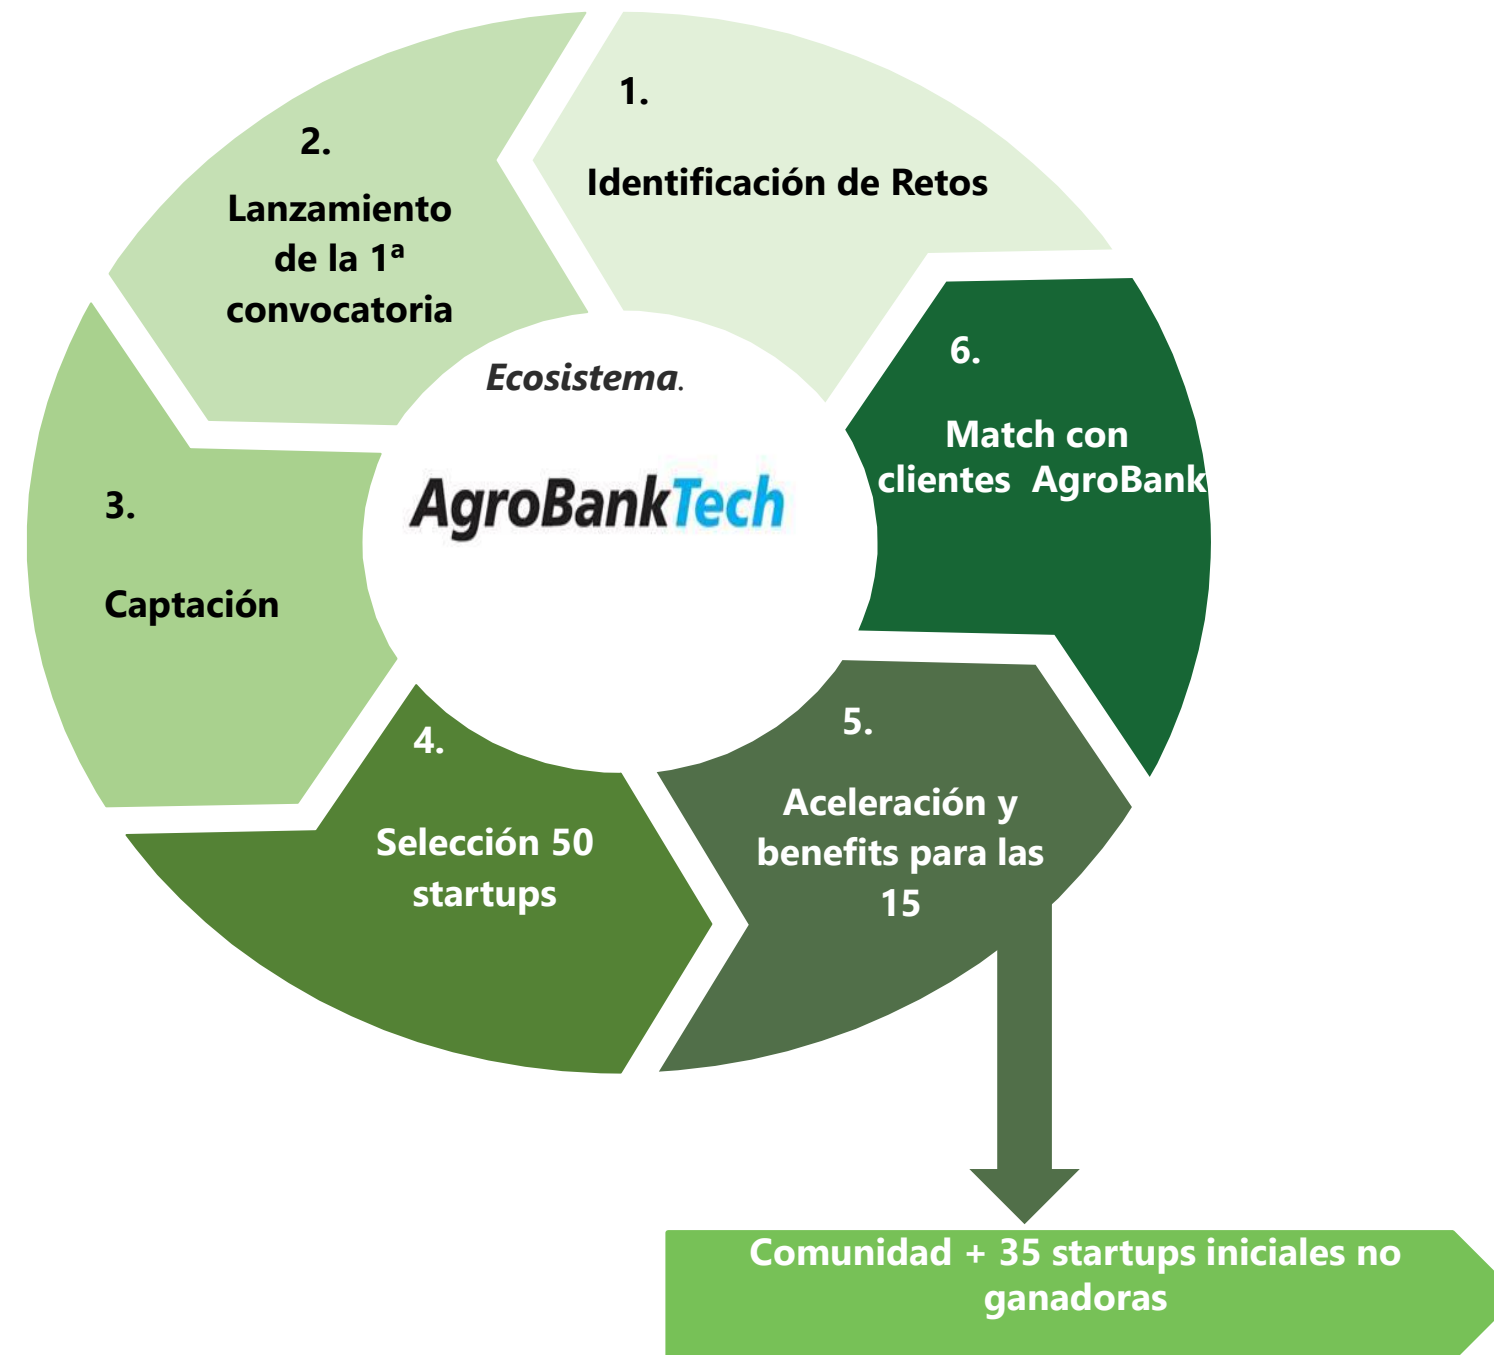 1.
Identificación de Retos
2.
Lanzamiento
de la 1ª
convocatoria
3.
Captación
4.
Selección 50
startups
5.
Aceleración y
benefits para las
15
6.
Match con
clientes  AgroBank
Ecosistema.
AgroBankTech
Comunidad + 35 startups iniciales no
ganadoras